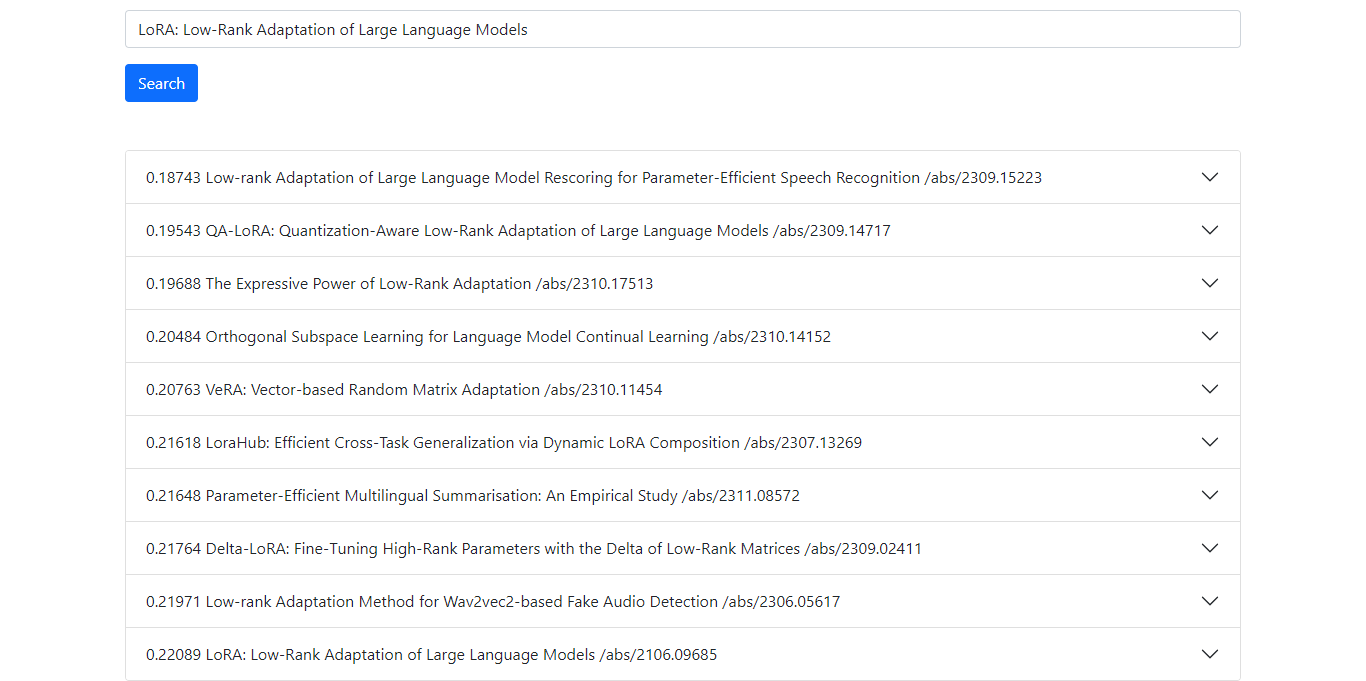 LoRA: Low-Rank Adaptation of Large Language Models
Search
0.18743 Low-rank Adaptation of Large Language Model Rescoring for Parameter-Efficient Speech Recognition /abs/2309.15223
0.19543 QA-LoRA: Quantization-Aware Low-Rank Adaptation of Large Language Models /abs/2309.14717
0.19688 The Expressive Power of Low-Rank Adaptation /abs/2310.17513
0.20484 Orthogonal Subspace Learning for Language Model Continual Learning /abs/2310.14152
0.20763 VeRA: Vector-based Random Matrix Adaptation /abs/2310.11454
0.21618 LoraHub: Efficient Cross-Task Generalization via Dynamic LoRA Composition /abs/2307.13269
0.21648 Parameter-Efficient Multilingual Summarisation: An Empirical Study /abs/2311.08572
0.21764 Delta-LoRA: Fine-Tuning High-Rank Parameters with the Delta of Low-Rank Matrices /abs/2309.02411
0.21971 Low-rank Adaptation Method for Wav2vec2-based Fake Audio Detection /abs/2306.05617
0.22089 LoRA: Low-Rank Adaptation of Large Language Models /abs/2106.09685